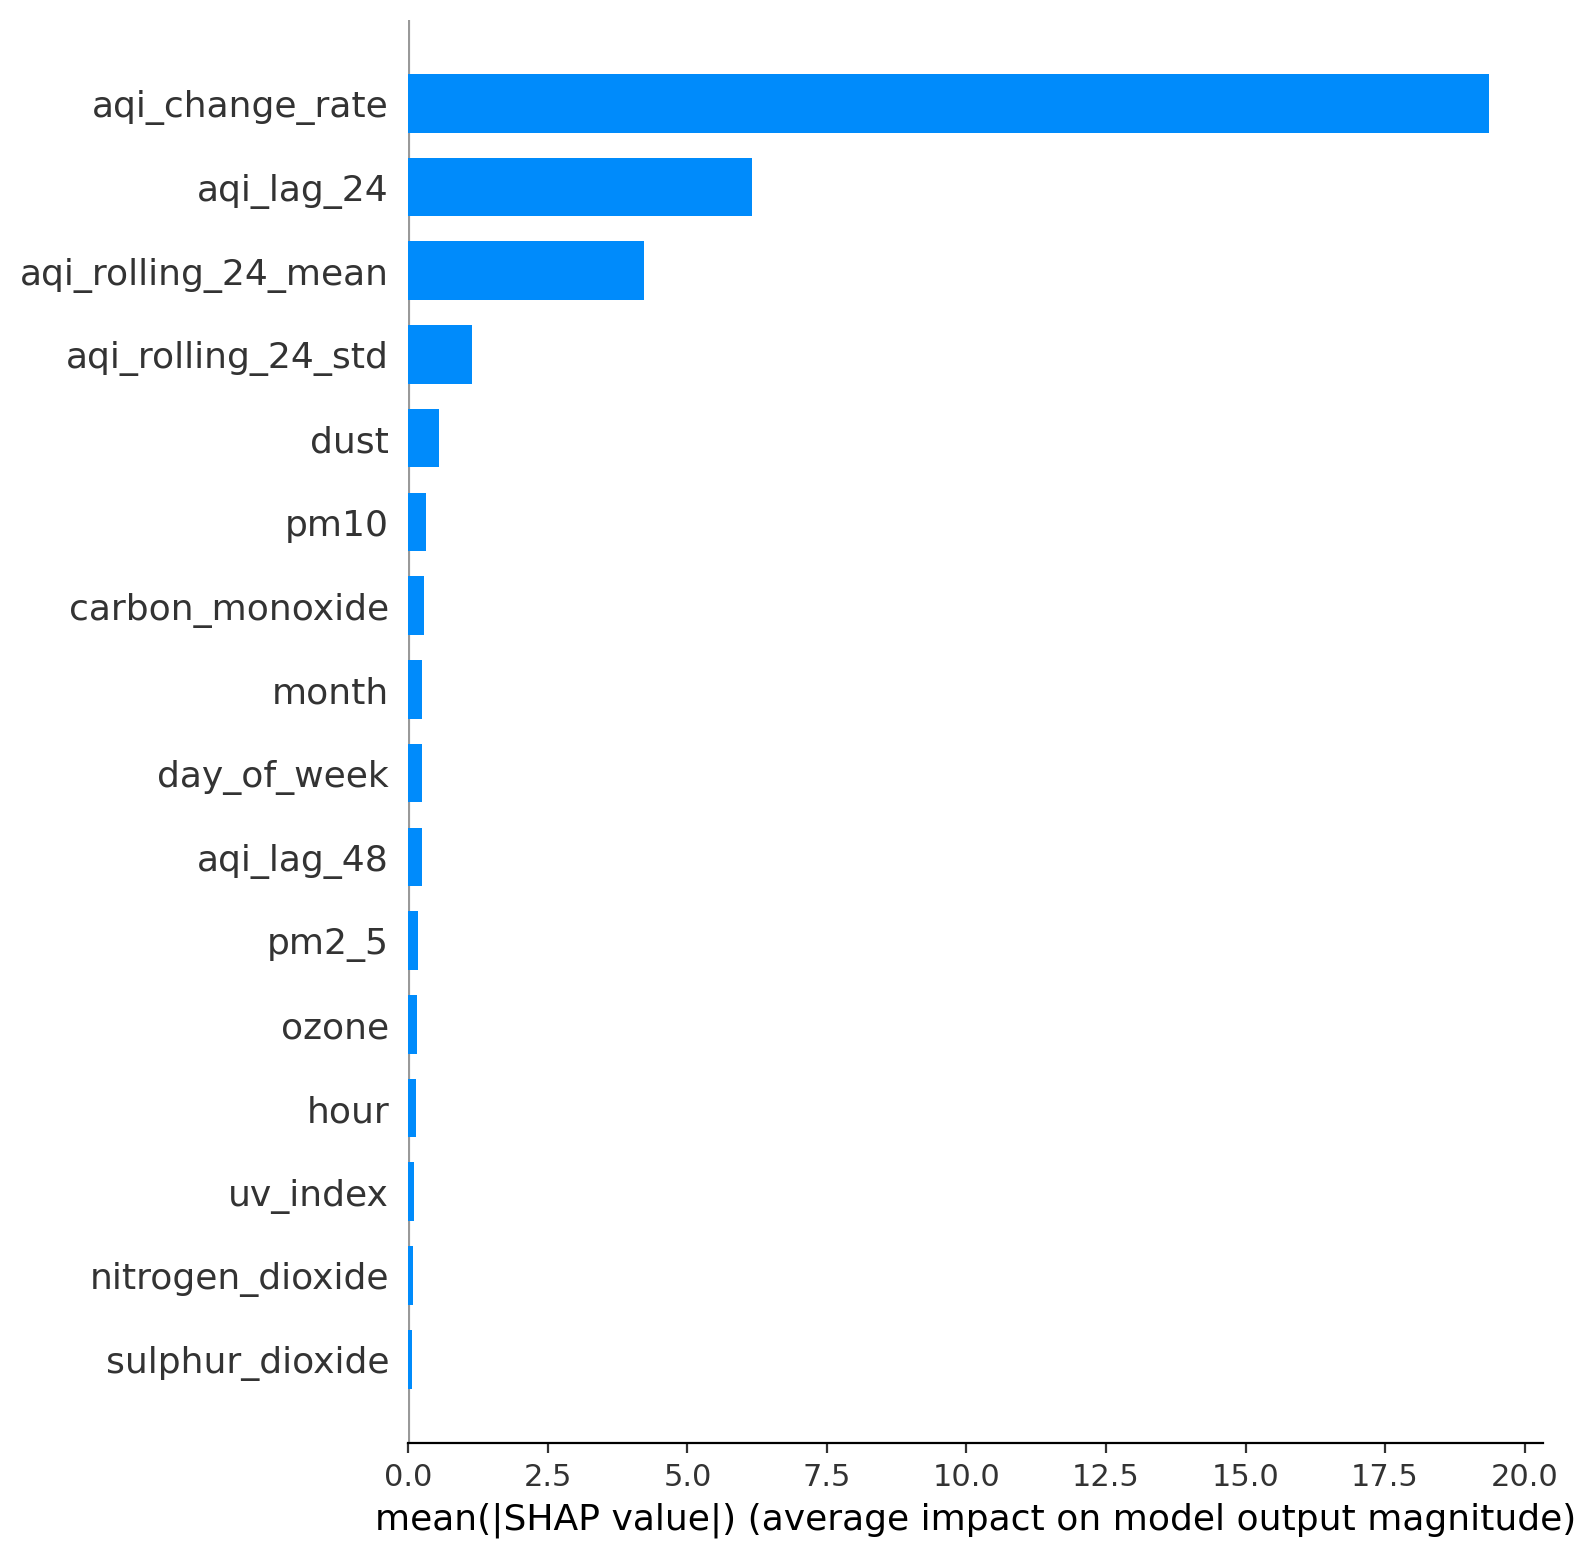 aqi_change_rate
aqi_lag_24
aqi_rolling_24_mean
aqi_rolling_24_std
dust
pm10
carbon_monoxide
month
day_of_week
aqi_lag_48
pm2_5
ozone
hour
uv_index
nitrogen_dioxide
sulphur_dioxide
0.0 2.5 5.0 7.5 10.0 12.5 15.0 17.5 20.0
mean(|SHAP value|) (average impact on model output magnitude)